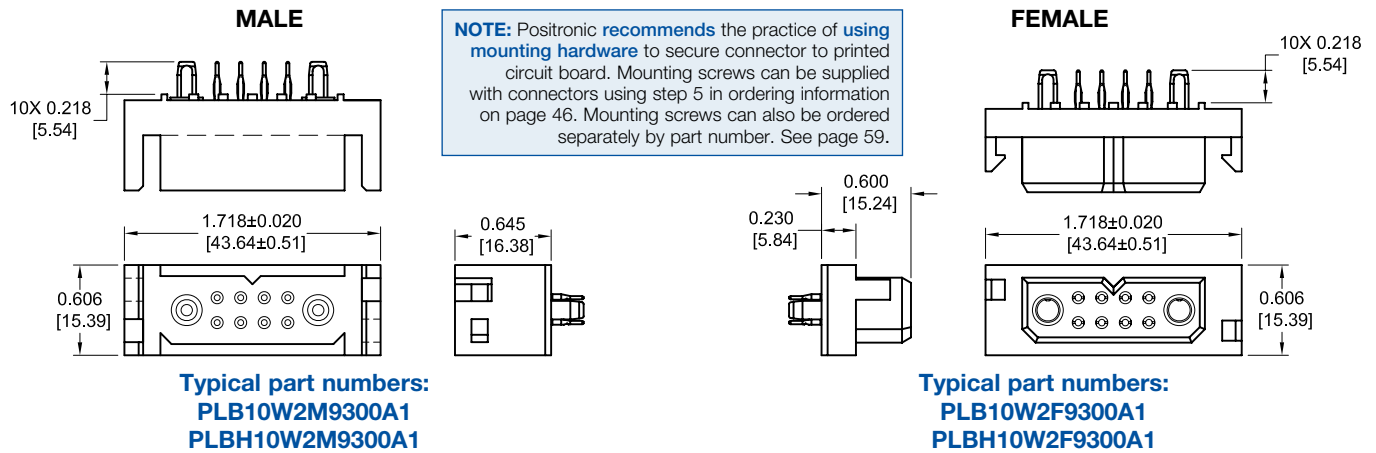 MALE
10X 0.218
[5.54]
1.718±0.020
[43.64±0.51]
0.606
[15.39]
0.645
[16.38]
Typical part numbers:
PLB10W2M9300A1
PLBH10W2M9300A1
NOTE: Positronic recommends the practice of using
mounting hardware to secure connector to printed
circuit board. Mounting screws can be supplied
with connectors using step 5 in ordering information
on page 46. Mounting screws can also be ordered
separately by part number. See page 59.
FEMALE
10X 0.218
[5.54]
0.600
[15.24]
0.230
[5.84]
1.718±0.020
[43.64±0.51]
0.606
[15.39]
Typical part numbers:
PLB10W2F9300A1
PLBH10W2F9300A1